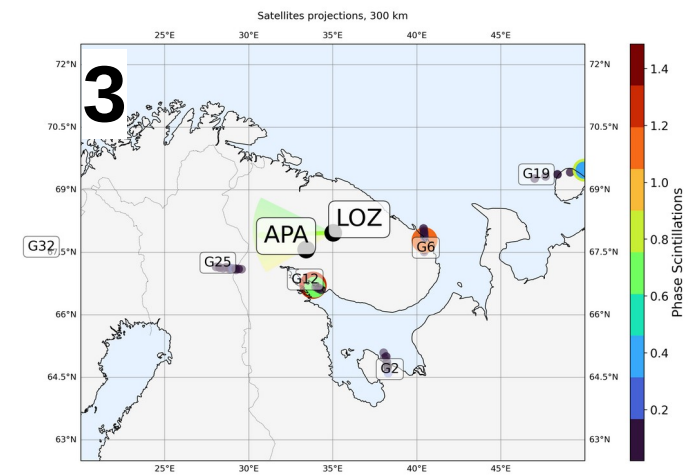 Satellites projections, 300 km
25°E 35°E 45°E
3
72°N 72°N 1.4
70.5°N 70.5°N 1.2
G19
69°N 69°N 1.0
LOZ
APA
G6
G32
67.5°N 67.5°N 0.8
G25
G12
0.6
66°N 66°N
0.4
G2
64.5°N 64.5°N
0.2
63°N 63°N
25°E 30°E 35°E 40°E 45°E
Phase Scintillations